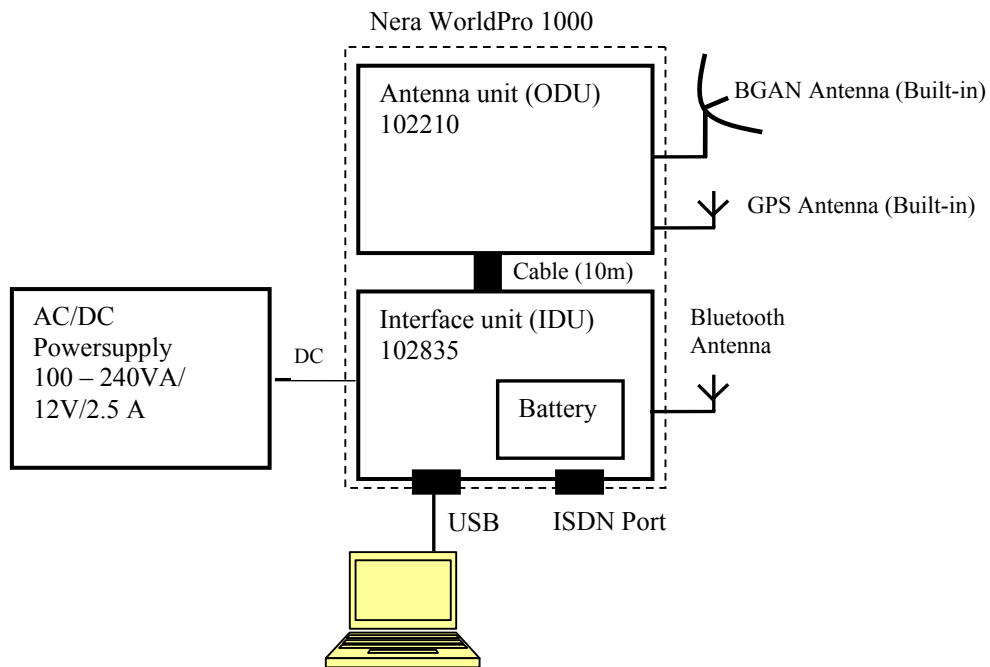 Nera WorldPro 1000
Antenna unit (ODU)
102210
BGAN Antenna (Built-in)
GPS Antenna (Built-in)
Cable (10m)
AC/DC
Powersupply
100 – 240VA/
12V/2.5 A
DC
Interface unit (IDU)
102835
Battery
Bluetooth
Antenna
USB
ISDN Port